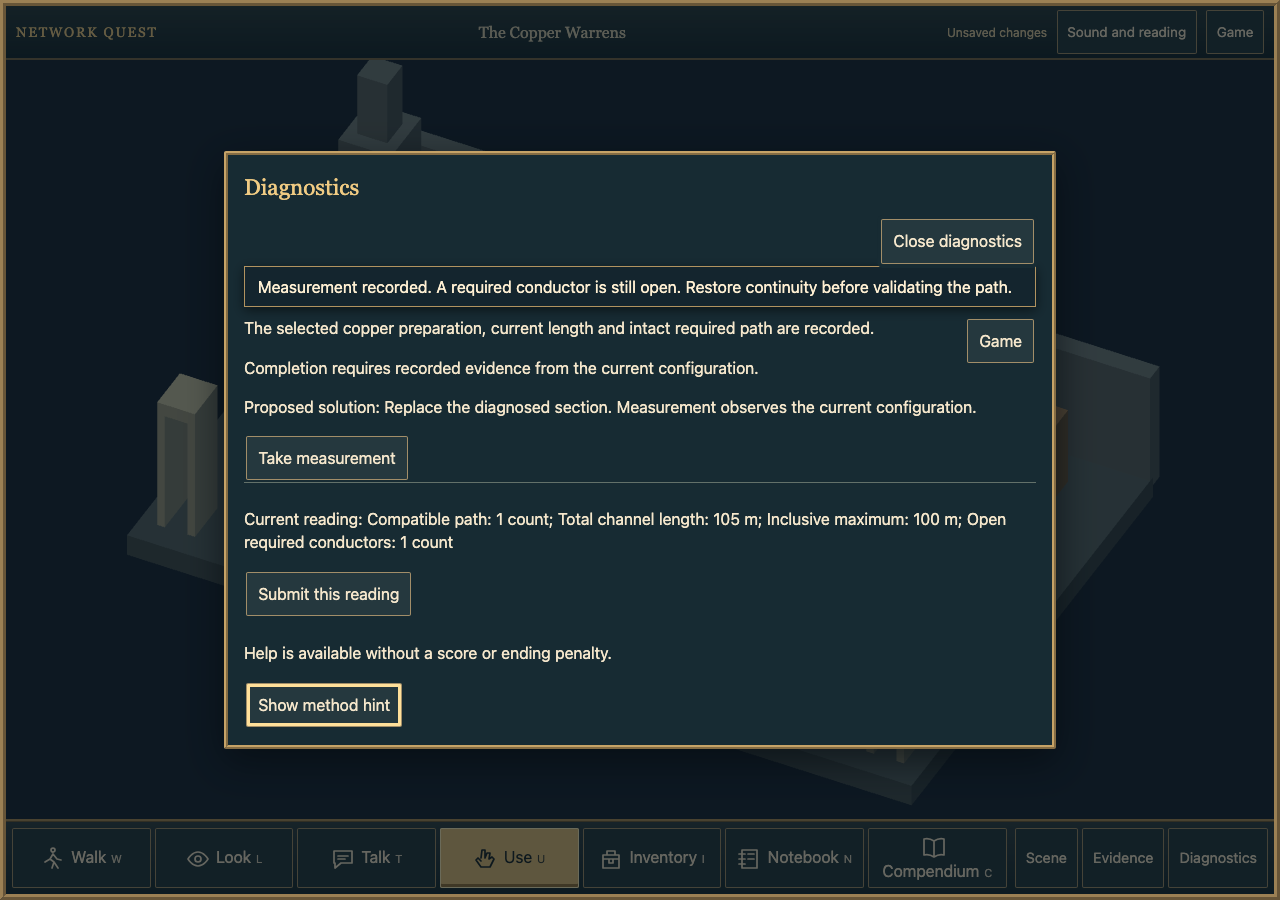 NETWORK QUEST
The Copper Warrens
Unsaved changes
Sound and reading
Game
Diagnostics
Close diagnostics
Measurement recorded. A required conductor is still open. Restore continuity before validating the path.
The selected copper preparation, current length and intact required path are recorded.
Game
Completion requires recorded evidence from the current configuration.
Proposed solution: Replace the diagnosed section. Measurement observes the current configuration.
Take measurement
Current reading: Compatible path: 1 count; Total channel length: 105 m; Inclusive maximum: 100 m; Open
required conductors: 1 count
Submit this reading
Help is available without a score or ending penalty.
Show method hint
Walk W
Look L
Talk T
Use U
Inventory I
Notebook N
Compendium C
Scene
Evidence
Diagnostics